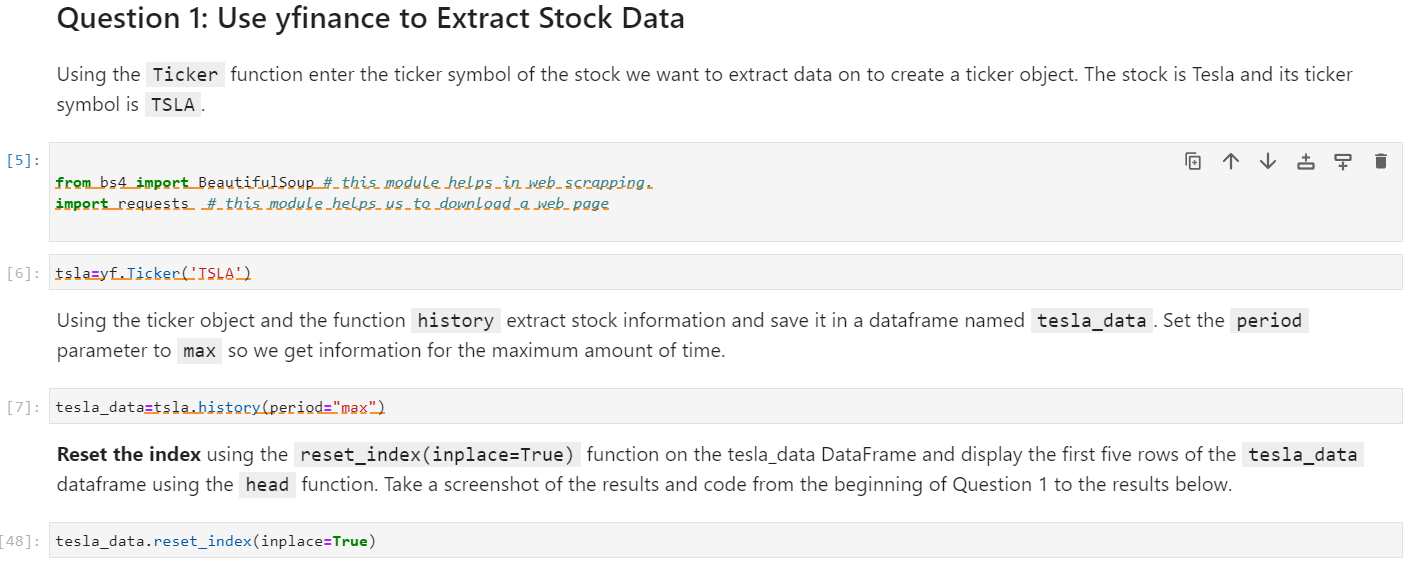 Question 1: Use yfinance to Extract Stock Data
Using the Ticker function enter the ticker symbol of the stock we want to extract data on to create a ticker object. The stock is Tesla and its ticker
symbol is TSLA.
[5]:
from bs4 import BeautifulSoup # this module helps in web scrapping.
import requests  # this module helps us to download a web page
[6]: tsla=yf.Ticker('TSLA')
Using the ticker object and the function history extract stock information and save it in a dataframe named tesla_data. Set the period
parameter to max so we get information for the maximum amount of time.
[7]: tesla_data=tsla.history(period="max")
Reset the index using the reset_index(inplace=True) function on the tesla_data DataFrame and display the first five rows of the tesla_data
dataframe using the head function. Take a screenshot of the results and code from the beginning of Question 1 to the results below.
[48]: tesla_data.reset_index(inplace=True)